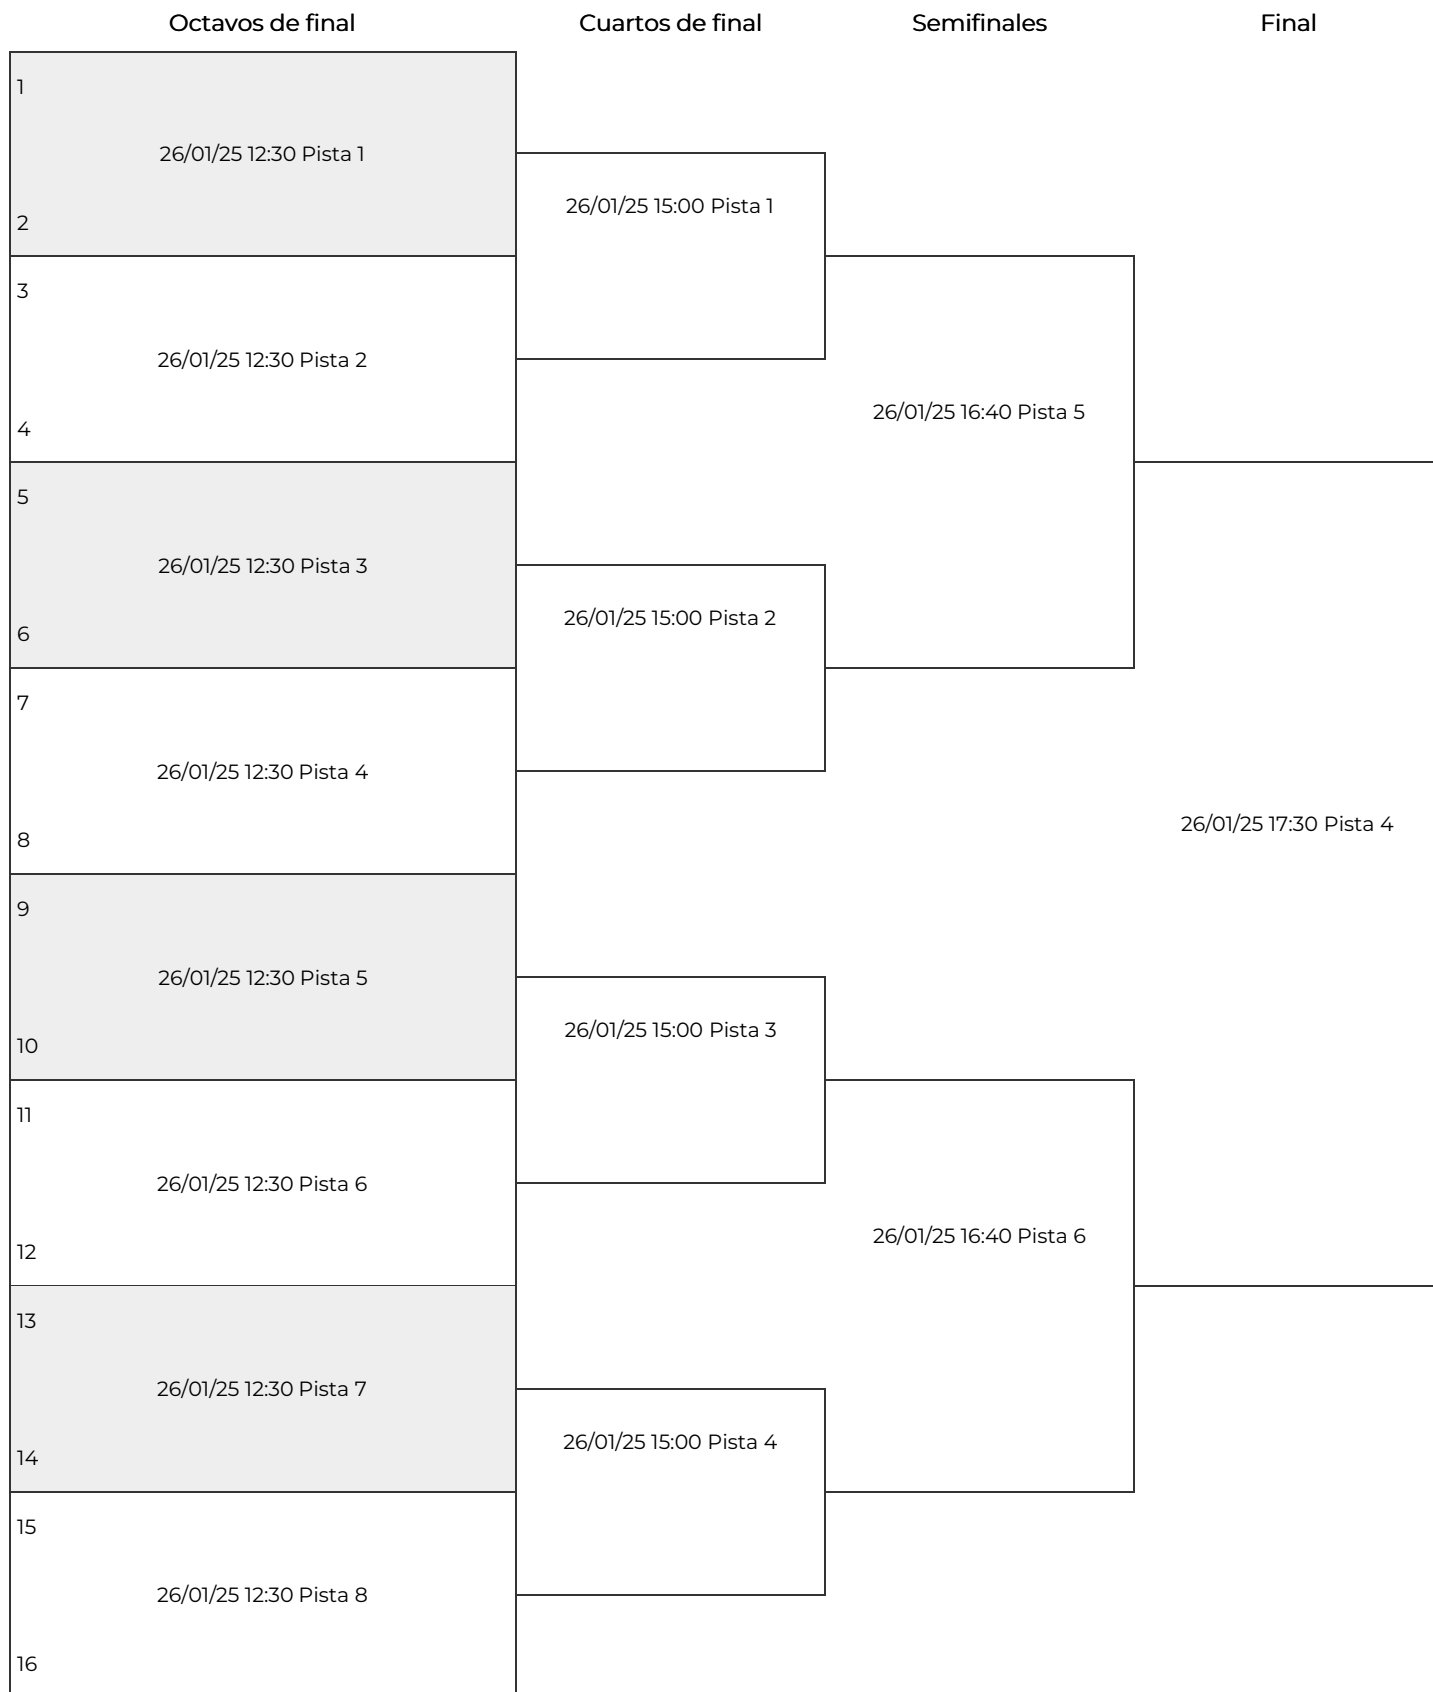 Octavos de final
Cuartos de final
Semifinales
Final
1
26/01/25 12:30 Pista 1
2
26/01/25 15:00 Pista 1
3
26/01/25 12:30 Pista 2
4
26/01/25 16:40 Pista 5
5
26/01/25 12:30 Pista 3
6
26/01/25 15:00 Pista 2
7
26/01/25 12:30 Pista 4
8
26/01/25 17:30 Pista 4
9
26/01/25 12:30 Pista 5
10
26/01/25 15:00 Pista 3
11
26/01/25 12:30 Pista 6
12
26/01/25 16:40 Pista 6
13
26/01/25 12:30 Pista 7
14
26/01/25 15:00 Pista 4
15
26/01/25 12:30 Pista 8
16